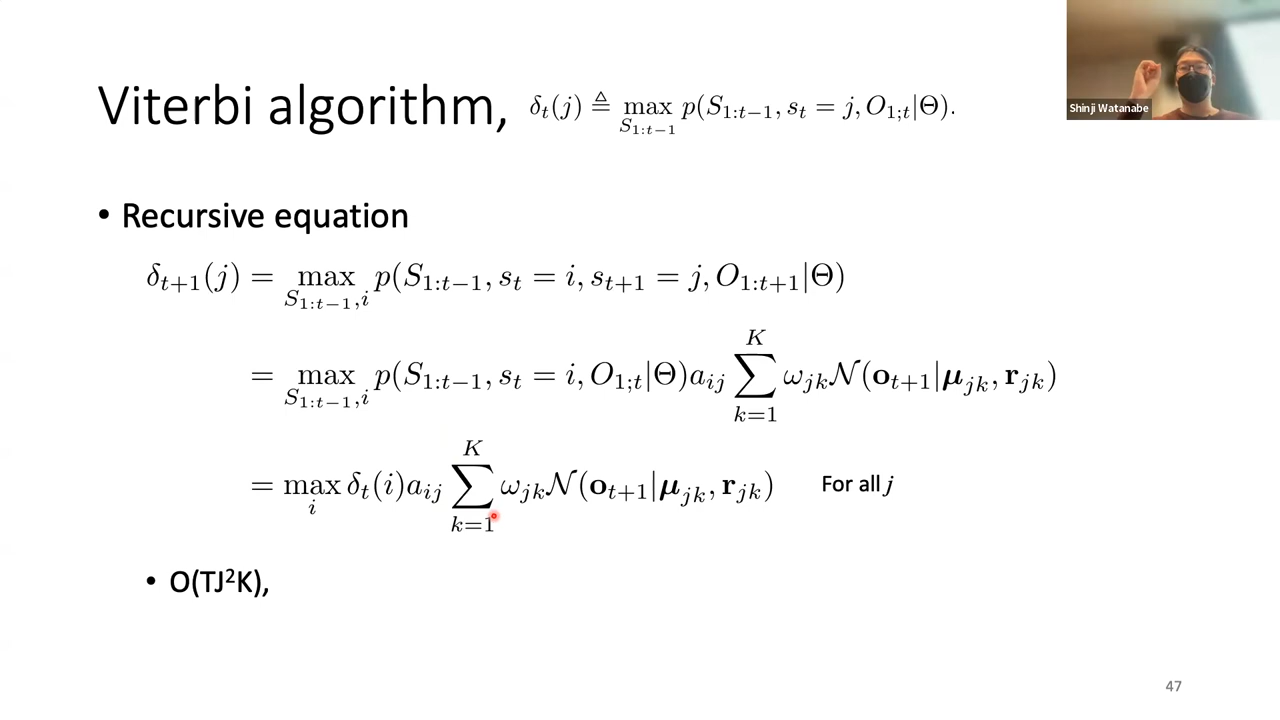 Shinji Watanabe
Viterbi algorithm, δ_t(j) ≜ max_{S_{1:t−1}} p(S_{1:t−1}, s_t = j, O_{1;t}|Θ).
• Recursive equation
δ_{t+1}(j) = max_{S_{1:t−1},i} p(S_{1:t−1}, s_t = i, s_{t+1} = j, O_{1:t+1}|Θ)
= max_{S_{1:t−1},i} p(S_{1:t−1}, s_t = i, O_{1;t}|Θ)a_{ij} ∑_{k=1}^{K} ω_{jk}𝒩(𝐨_{t+1}|𝝁_{jk}, 𝐫_{jk})
= max_i δ_t(i)a_{ij} ∑_{k=1}^{K} ω_{jk}𝒩(𝐨_{t+1}|𝝁_{jk}, 𝐫_{jk}) For all j
• O(TJ²K),
47